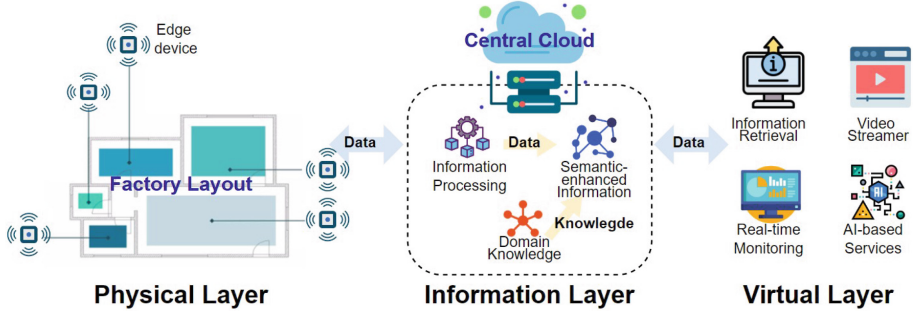 Edge
device
Factory Layout
Physical Layer
Data
Central Cloud
Information
Processing
Data
Semantic-
enhanced
Information
Domain
Knowledge
Knowlegde
Information Layer
Data
Information
Retrieval
Video
Streamer
Real-time
Monitoring
AI
AI-based
Services
Virtual Layer